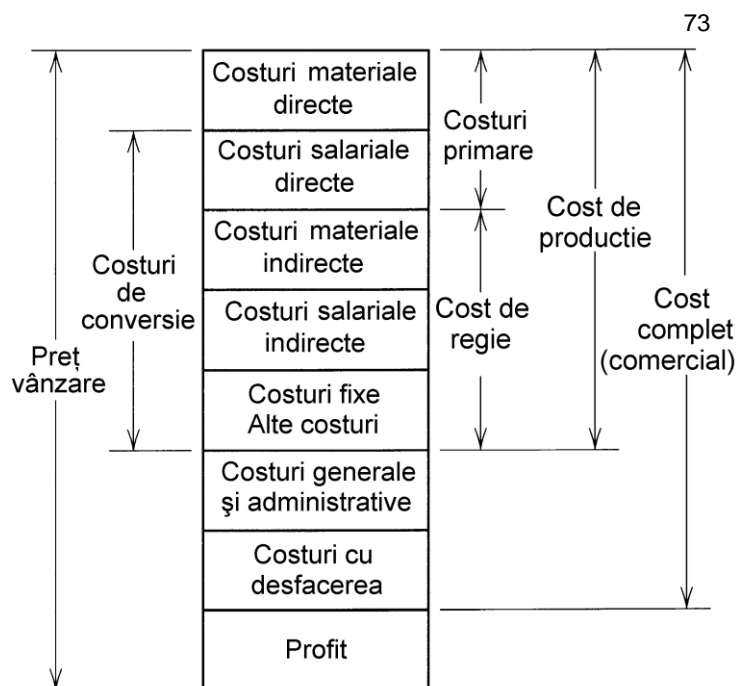 73
Costuri materiale
directe
Costuri salariale
directe
Costuri materiale
indirecte
Costuri salariale
indirecte
Costuri fixe
Alte costuri
Costuri generale
şi administrative
Costuri cu
desfacerea
Profit
Preț
vânzare
Costuri
de
conversie
Costuri
primare
Cost de
regie
Cost de
productie
Cost
complet
(comercial)